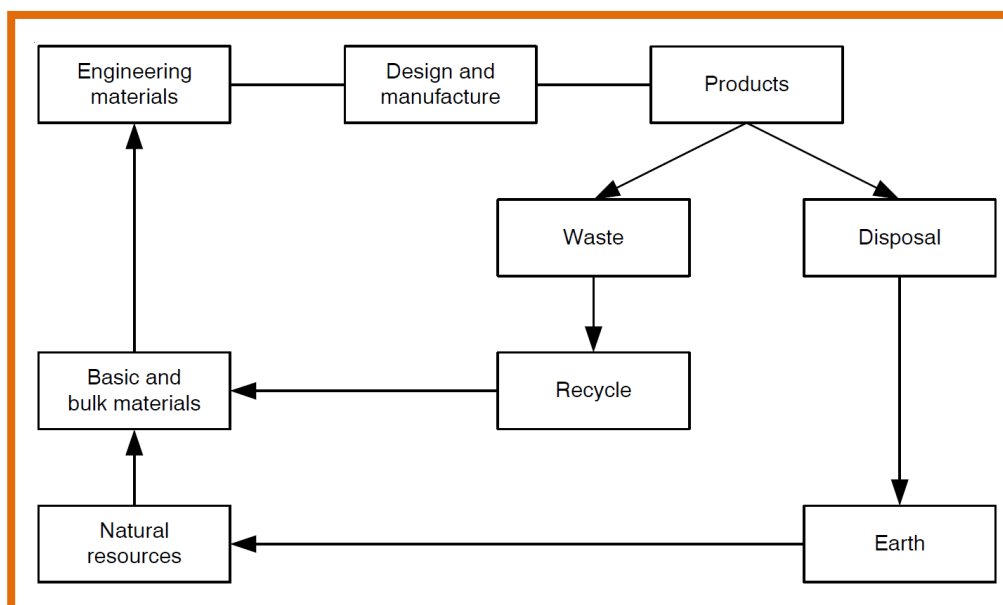 Engineering
materials
Design and
manufacture
Products
Waste
Disposal
Basic and
bulk materials
Recycle
Natural
resources
Earth